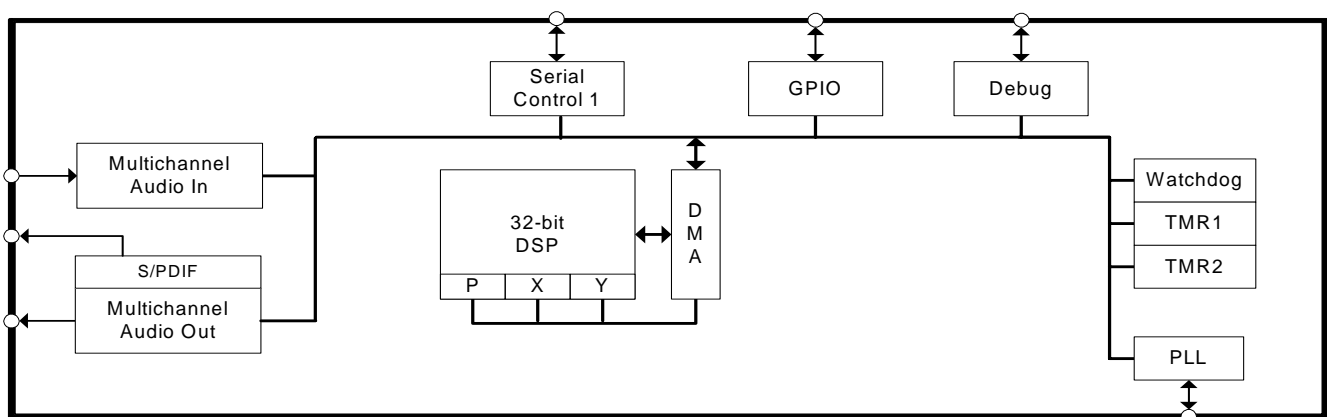 Serial
Control 1
GPIO
Debug
Multichannel
Audio In
32-bit
DSP
P
X
Y
D
M
A
Watchdog
TMR1
TMR2
S/PDIF
Multichannel
Audio Out
PLL